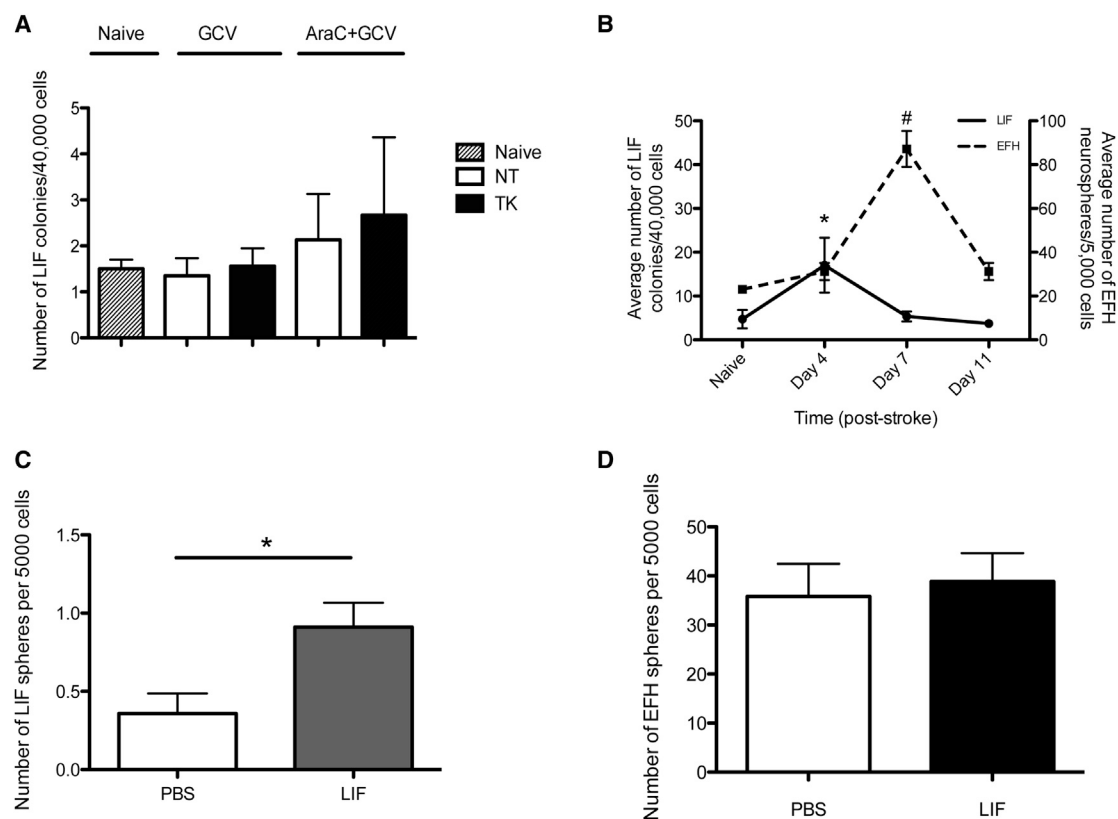 A
Naive GCV AraC+GCV
Number of LIF colonies/40,000 cells
5
4
3
2
1
0
Naive
NT
TK
B
Average number of LIF
colonies/40,000 cells
50
40
30
20
10
0
*
#
LIF
EFH
100
80
60
40
20
0
Average number of EFH
neurospheres/5,000 cells
Naive
Day 4
Day 7
Day 11
Time (post-stroke)
C
Number of LIF spheres per 5000 cells
1.5
1.0
0.5
0.0
*
PBS LIF
D
Number of EFH spheres per 5000 cells
50
40
30
20
10
0
PBS LIF